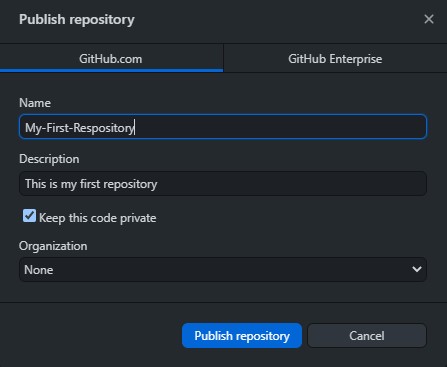 Publish repository
GitHub.com
GitHub Enterprise
Name
My-First-Respository
Description
This is my first repository
Keep this code private
Organization
None
Publish repository
Cancel